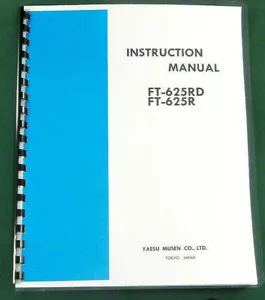 INSTRUCTION
MANUAL
FT-625RD
FT-625R
YAESU MUSEN CO., LTD.
TOKYO JAPAN